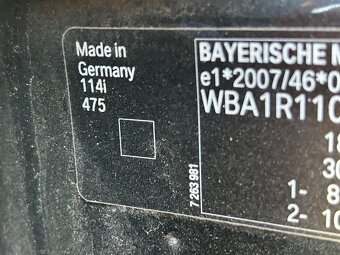 Made in
Germany
114i
475
7 263 981
BAYERISCHE
e1*2007/46*0
WBA1R110
18
30
1- 8
2- 10